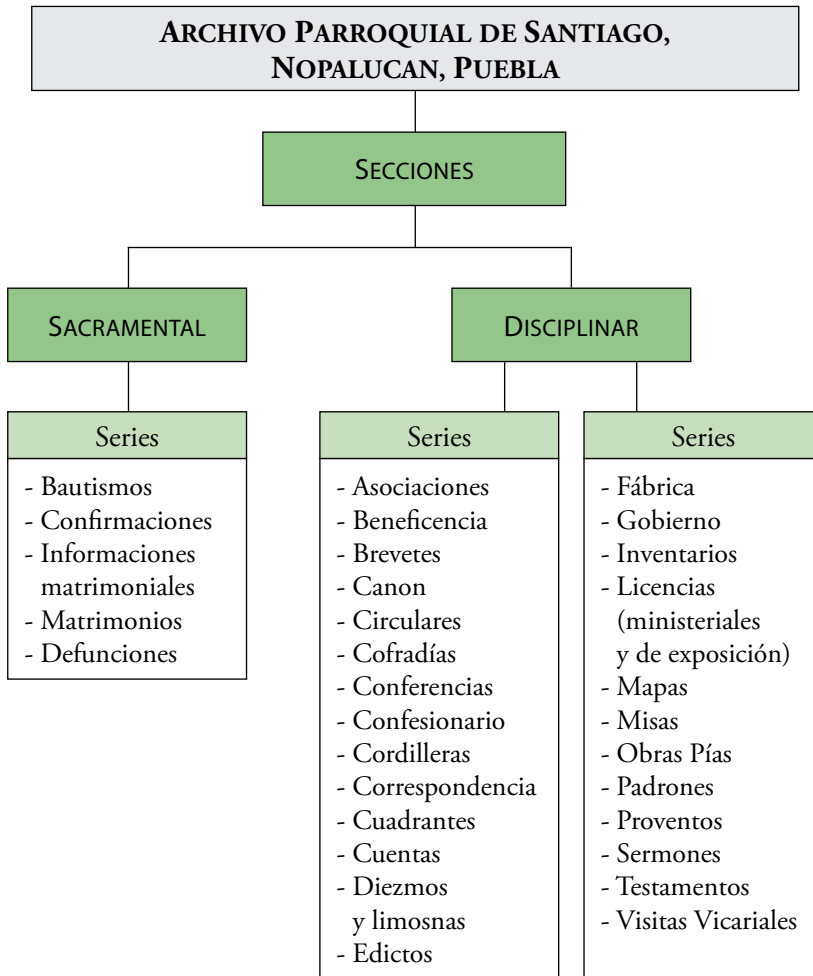 ARCHIVO PARROQUIAL DE SANTIAGO,
NOPALUCAN, PUEBLA
SECCIONES
SACRAMENTAL
DISCIPLINAR
Series
- Bautismos
- Confirmaciones
- Informaciones
matrimoniales
- Matrimonios
- Defunciones
Series
- Asociaciones
- Beneficencia
- Brevetes
- Canon
- Circulares
- Cofradías
- Conferencias
- Confesionario
- Cordilleras
- Correspondencia
- Cuadrantes
- Cuentas
- Diezmos
y limosnas
- Edictos
Series
- Fábrica
- Gobierno
- Inventarios
- Licencias
(ministeriales
y de exposición)
- Mapas
- Misas
- Obras Pías
- Padrones
- Proventos
- Sermones
- Testamentos
- Visitas Vicariales